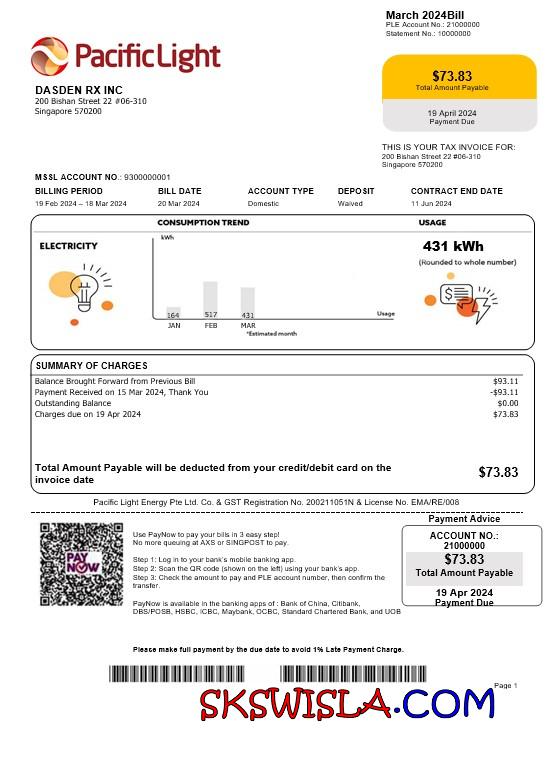 March 2024Bill
PLE Account No.: 21000000
Statement No.: 10000000
PacificLight
$73.83
Total Amount Payable
DASDEN RX INC
200 Bishan Street 22 #06-310
Singapore 570200
19 April 2024
Payment Due
THIS IS YOUR TAX INVOICE FOR:
200 Bishan Street 22 #06-310
Singapore 570200
MSSL ACCOUNT NO.: 9300000001
BILLING PERIOD BILL DATE ACCOUNT TYPE DEPOSIT CONTRACT END DATE
19 Feb 2024 – 18 Mar 2024 20 Mar 2024 Domestic Waived 11 Jun 2024
CONSUMPTION TREND USAGE
kWh
ELECTRICITY
431 kWh
(Rounded to whole number)
164 517 431
Usage
JAN FEB MAR
*Estimated month
SUMMARY OF CHARGES
Balance Brought Forward from Previous Bill $93.11
Payment Received on 15 Mar 2024, Thank You -$93.11
Outstanding Balance $0.00
Charges due on 19 Apr 2024 $73.83
Total Amount Payable will be deducted from your credit/debit card on the
invoice date
$73.83
Pacific Light Energy Pte Ltd. Co. & GST Registration No. 200211051N & License No. EMA/RE/008
Payment Advice
PAY
NOW
Use PayNow to pay your bills in 3 easy step!
No more queuing at AXS or SINGPOST to pay.
Step 1: Log in to your bank's mobile banking app.
Step 2: Scan the QR code (shown on the left) using your bank's app.
Step 3: Check the amount to pay and PLE account number, then confirm the
transfer.
PayNow is available in the banking apps of : Bank of China, Citibank,
DBS/POSB, HSBC, ICBC, Maybank, OCBC, Standard Chartered Bank, and UOB
ACCOUNT NO.:
21000000
$73.83
Total Amount Payable
19 Apr 2024
Payment Due
Please make full payment by the due date to avoid 1% Late Payment Charge.
Page 1
SKSWISLA.COM